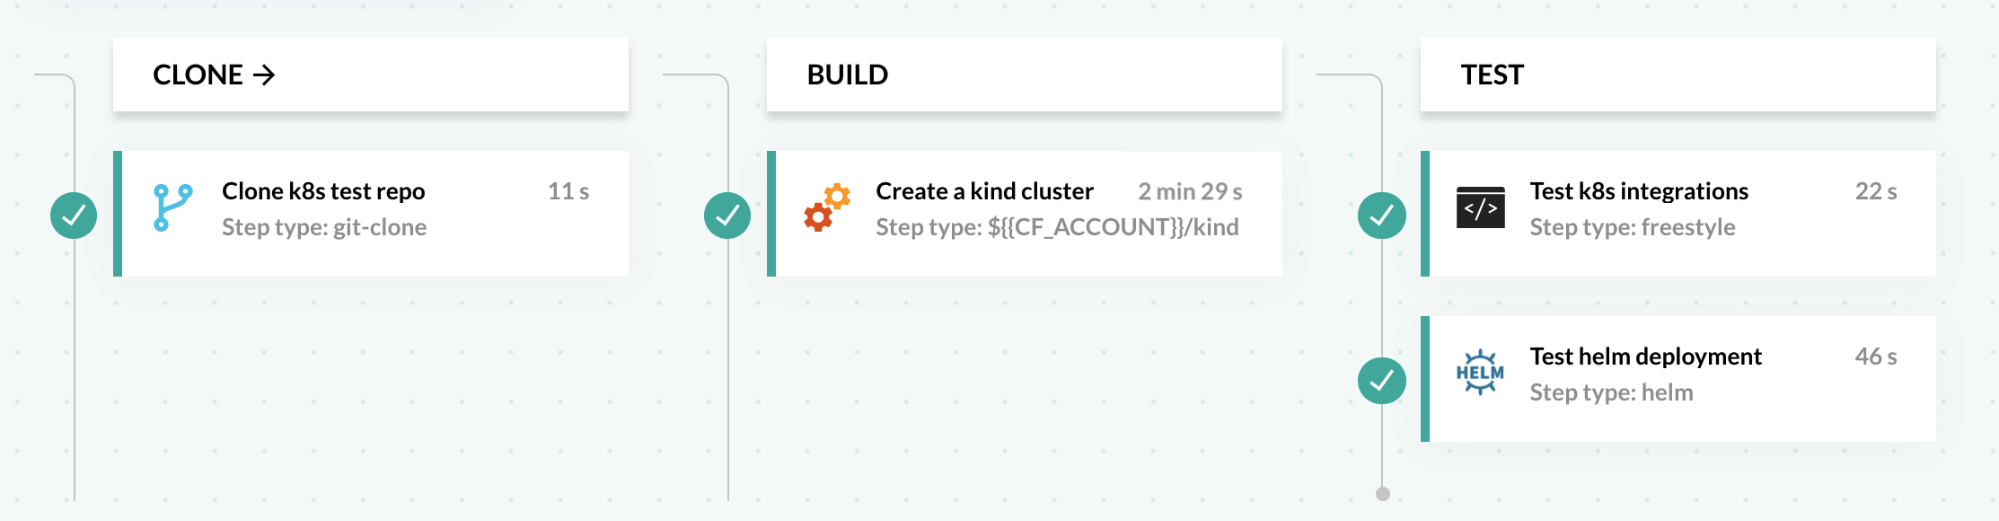 CLONE →
Clone k8s test repo 11 s
Step type: git-clone
BUILD
Create a kind cluster 2 min 29 s
Step type: ${{CF_ACCOUNT}}/kind
TEST
</>
Test k8s integrations 22 s
Step type: freestyle
HELM
Test helm deployment 46 s
Step type: helm